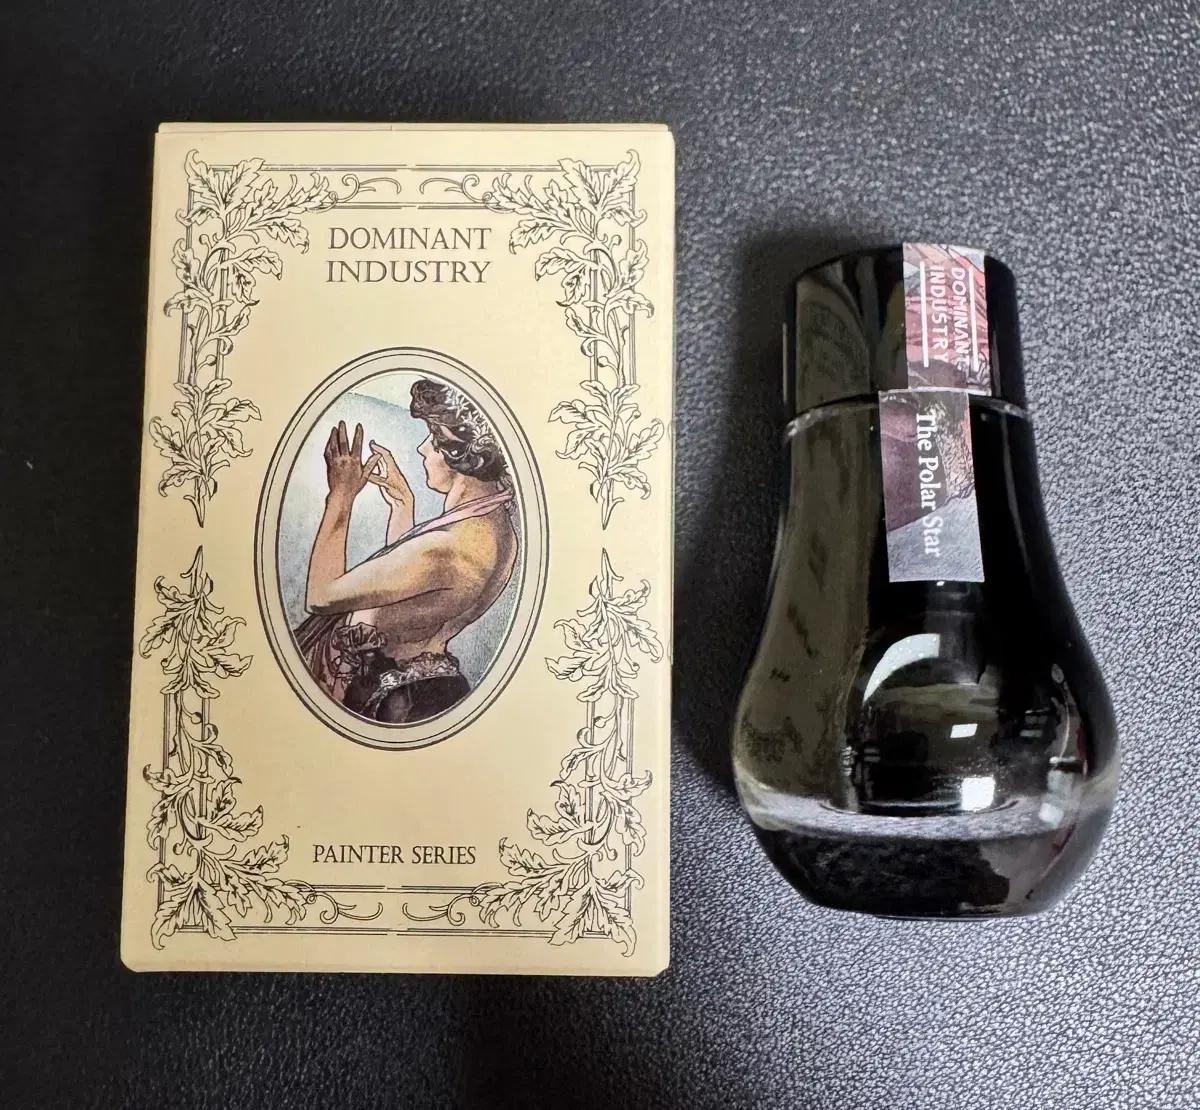 DOMINANT
INDUSTRY
PAINTER SERIES
DOMINANT
INDUSTRY
The Polar Star